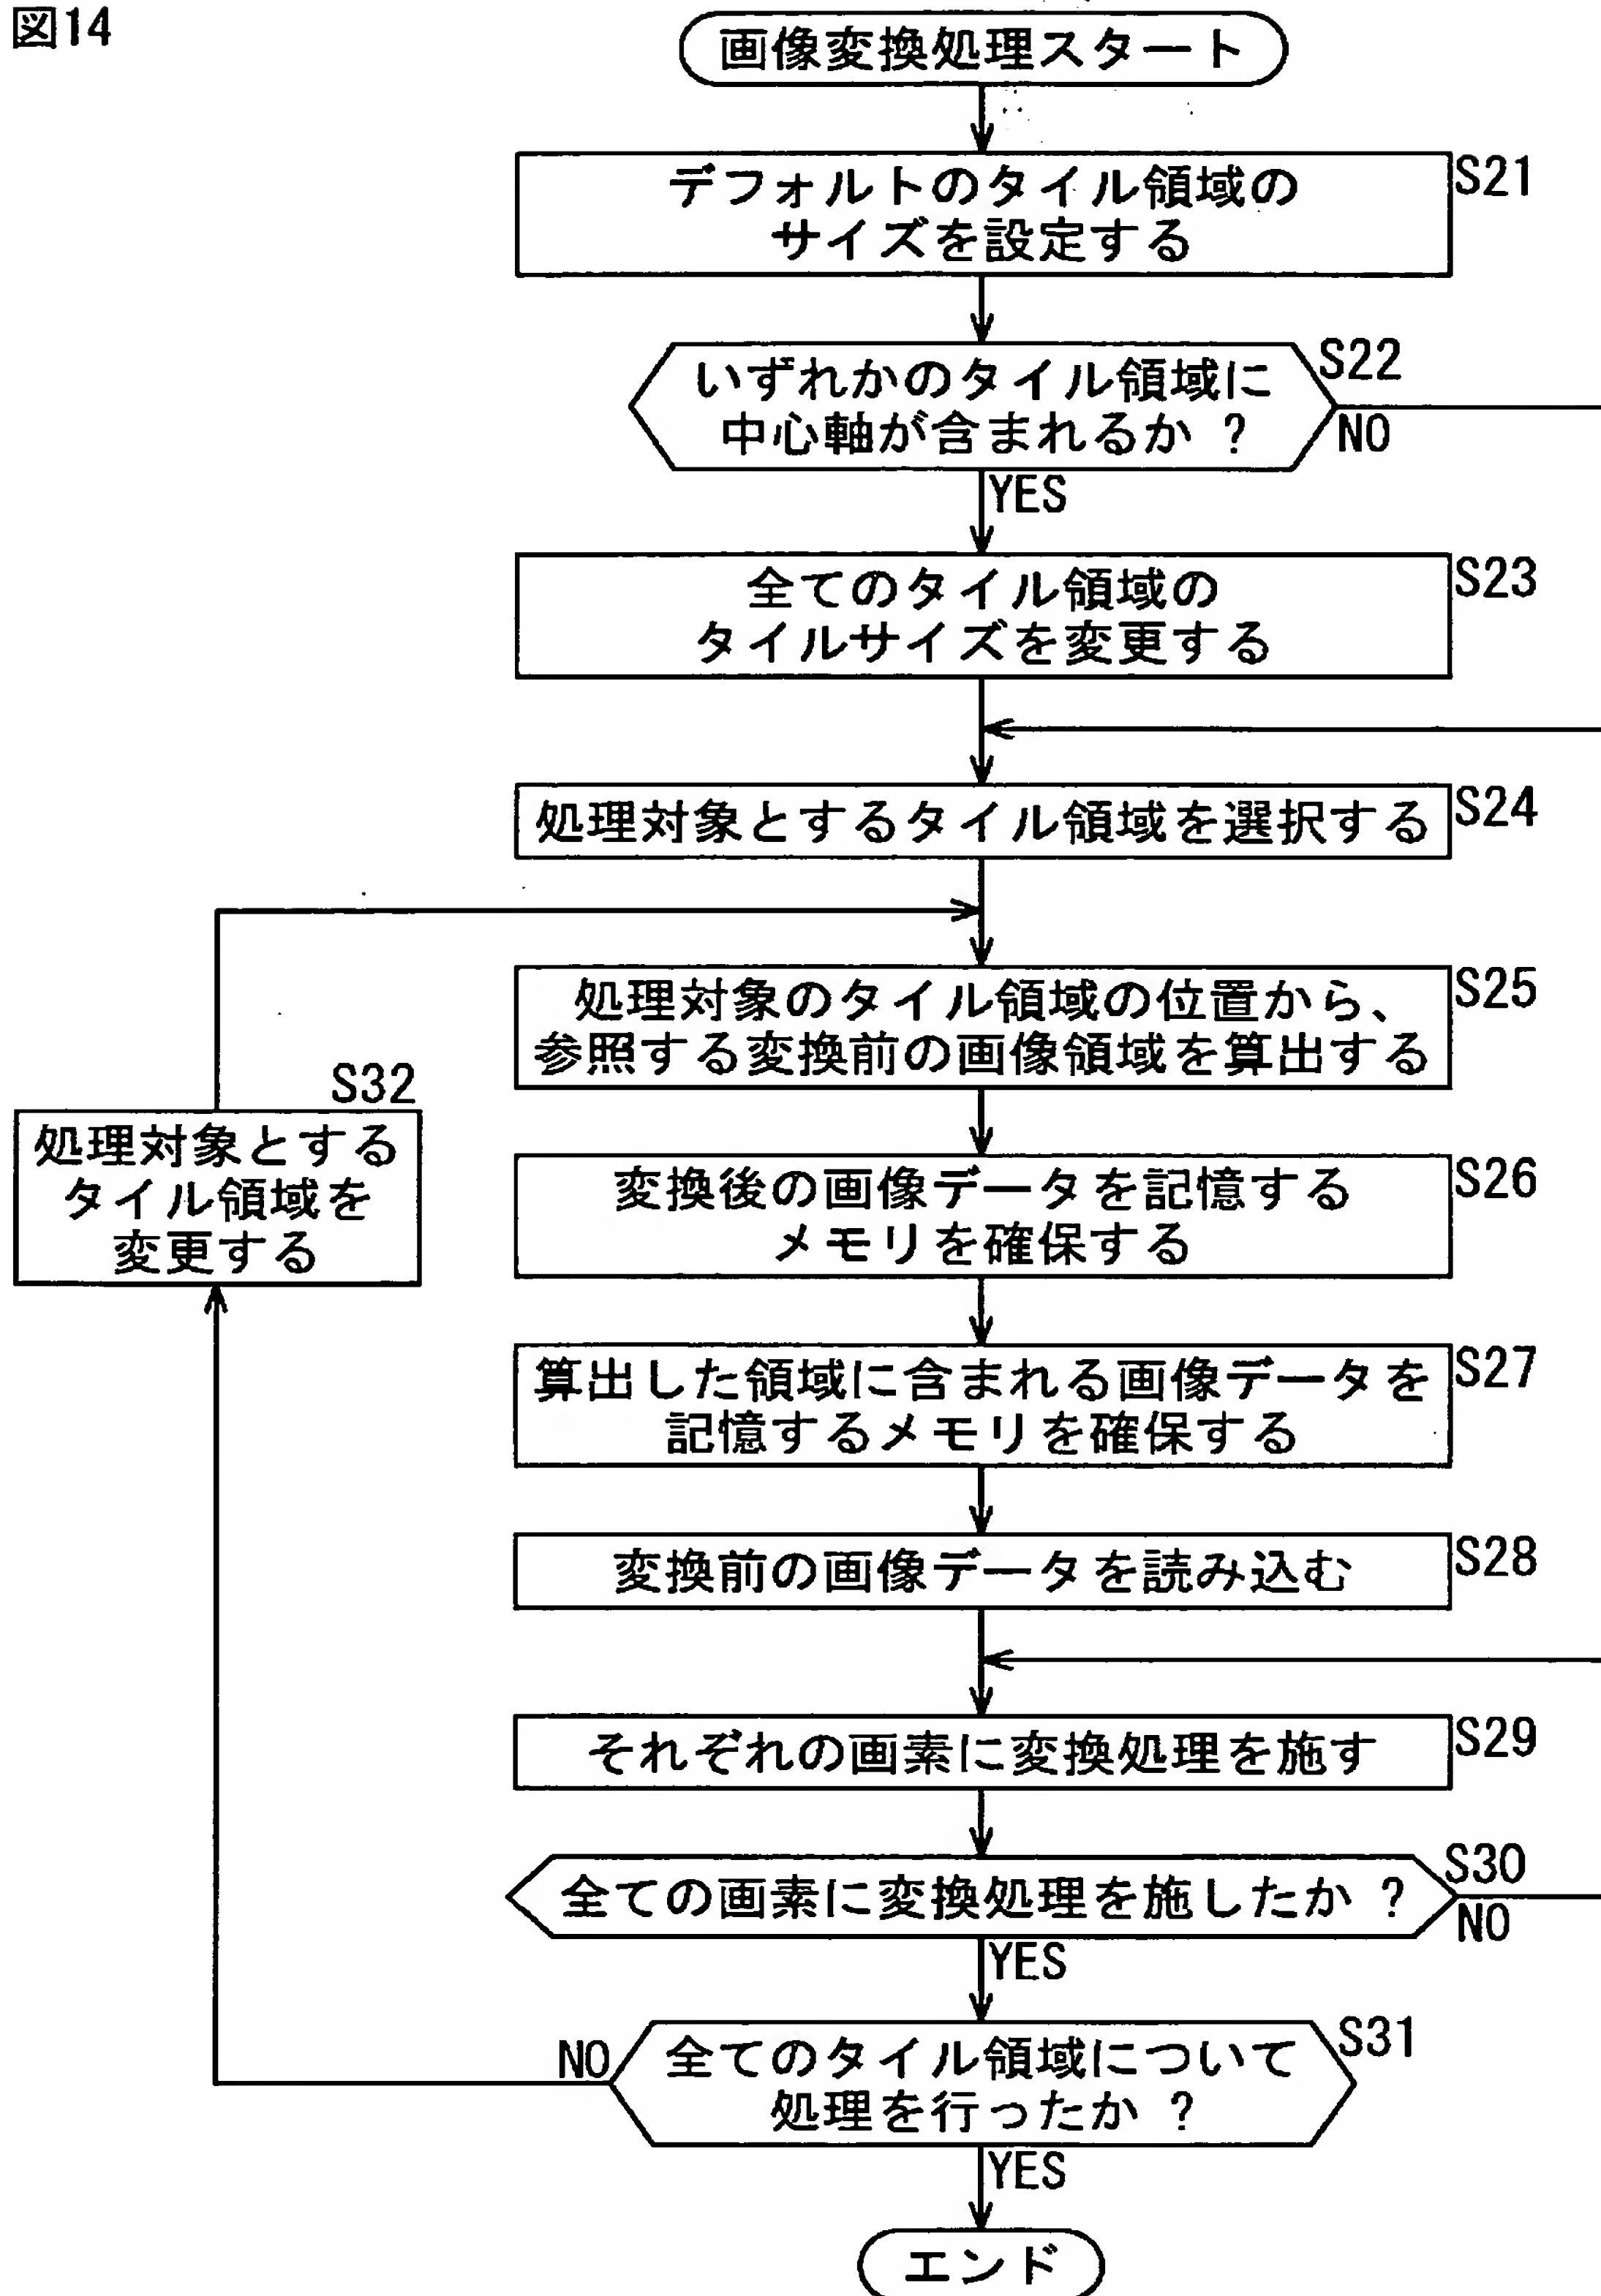 図14
画像変換処理スタート
デフォルトのタイル領域の
サイズを設定する
S21
いずれかのタイル領域に
中心軸が含まれるか ?
S22
NO
YES
全てのタイル領域の
タイルサイズを変更する
S23
処理対象とするタイル領域を選択する
S24
処理対象のタイル領域の位置から、
参照する変換前の画像領域を算出する
S25
S32
処理対象とする
タイル領域を
変更する
変換後の画像データを記憶する
メモリを確保する
S26
算出した領域に含まれる画像データを
記憶するメモリを確保する
S27
変換前の画像データを読み込む
S28
それぞれの画素に変換処理を施す
S29
全ての画素に変換処理を施したか ?
S30
NO
YES
NO
全てのタイル領域について
処理を行ったか ?
S31
YES
エンド